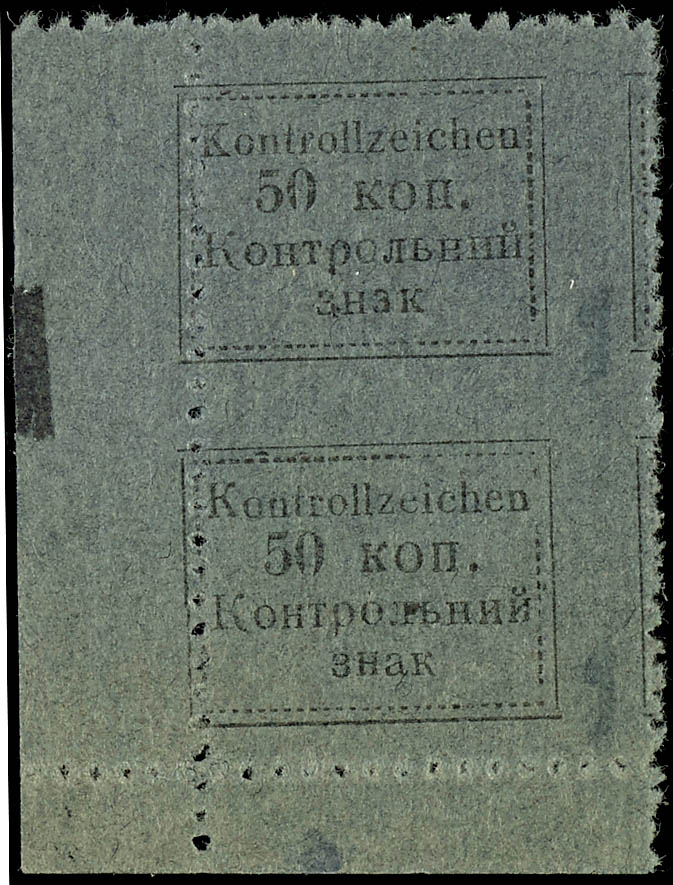 Kontrollzeichen
50 коп.
Контрольний
знак
Kontrollzeichen
50 коп.
Контрольний
знак